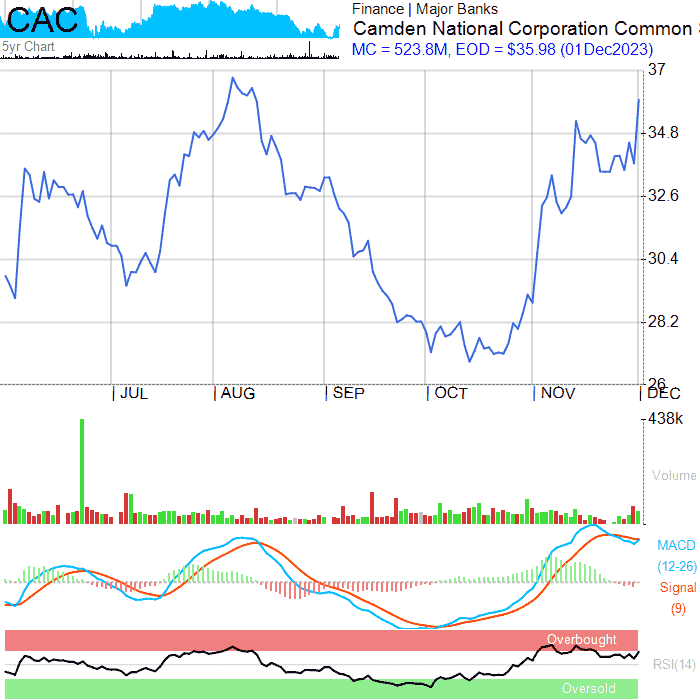 CAC
5yr Chart
Finance | Major Banks
Camden National Corporation Common
MC = 523.8M, EOD = $35.98 (01Dec2023)
37
34.8
32.6
30.4
28.2
26
JUL
AUG
SEP
OCT
NOV
DEC
438k
Volume
MACD
(12-26)
Signal
(9)
Overbought
RSI(14)
Oversold